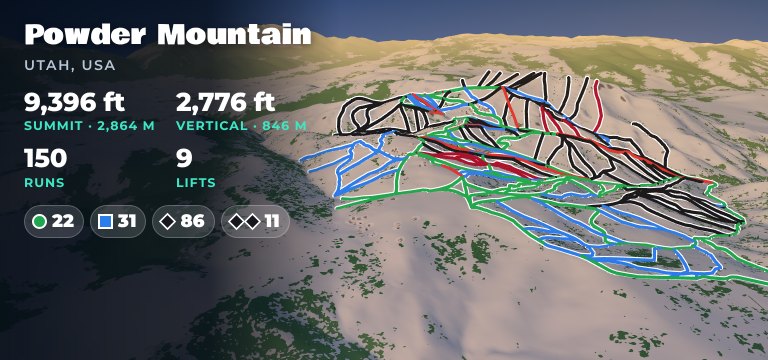 Powder Mountain
UTAH, USA
9,396 ft 2,776 ft
SUMMIT · 2,864 M VERTICAL · 846 M
150 9
RUNS LIFTS
22 31 86 11